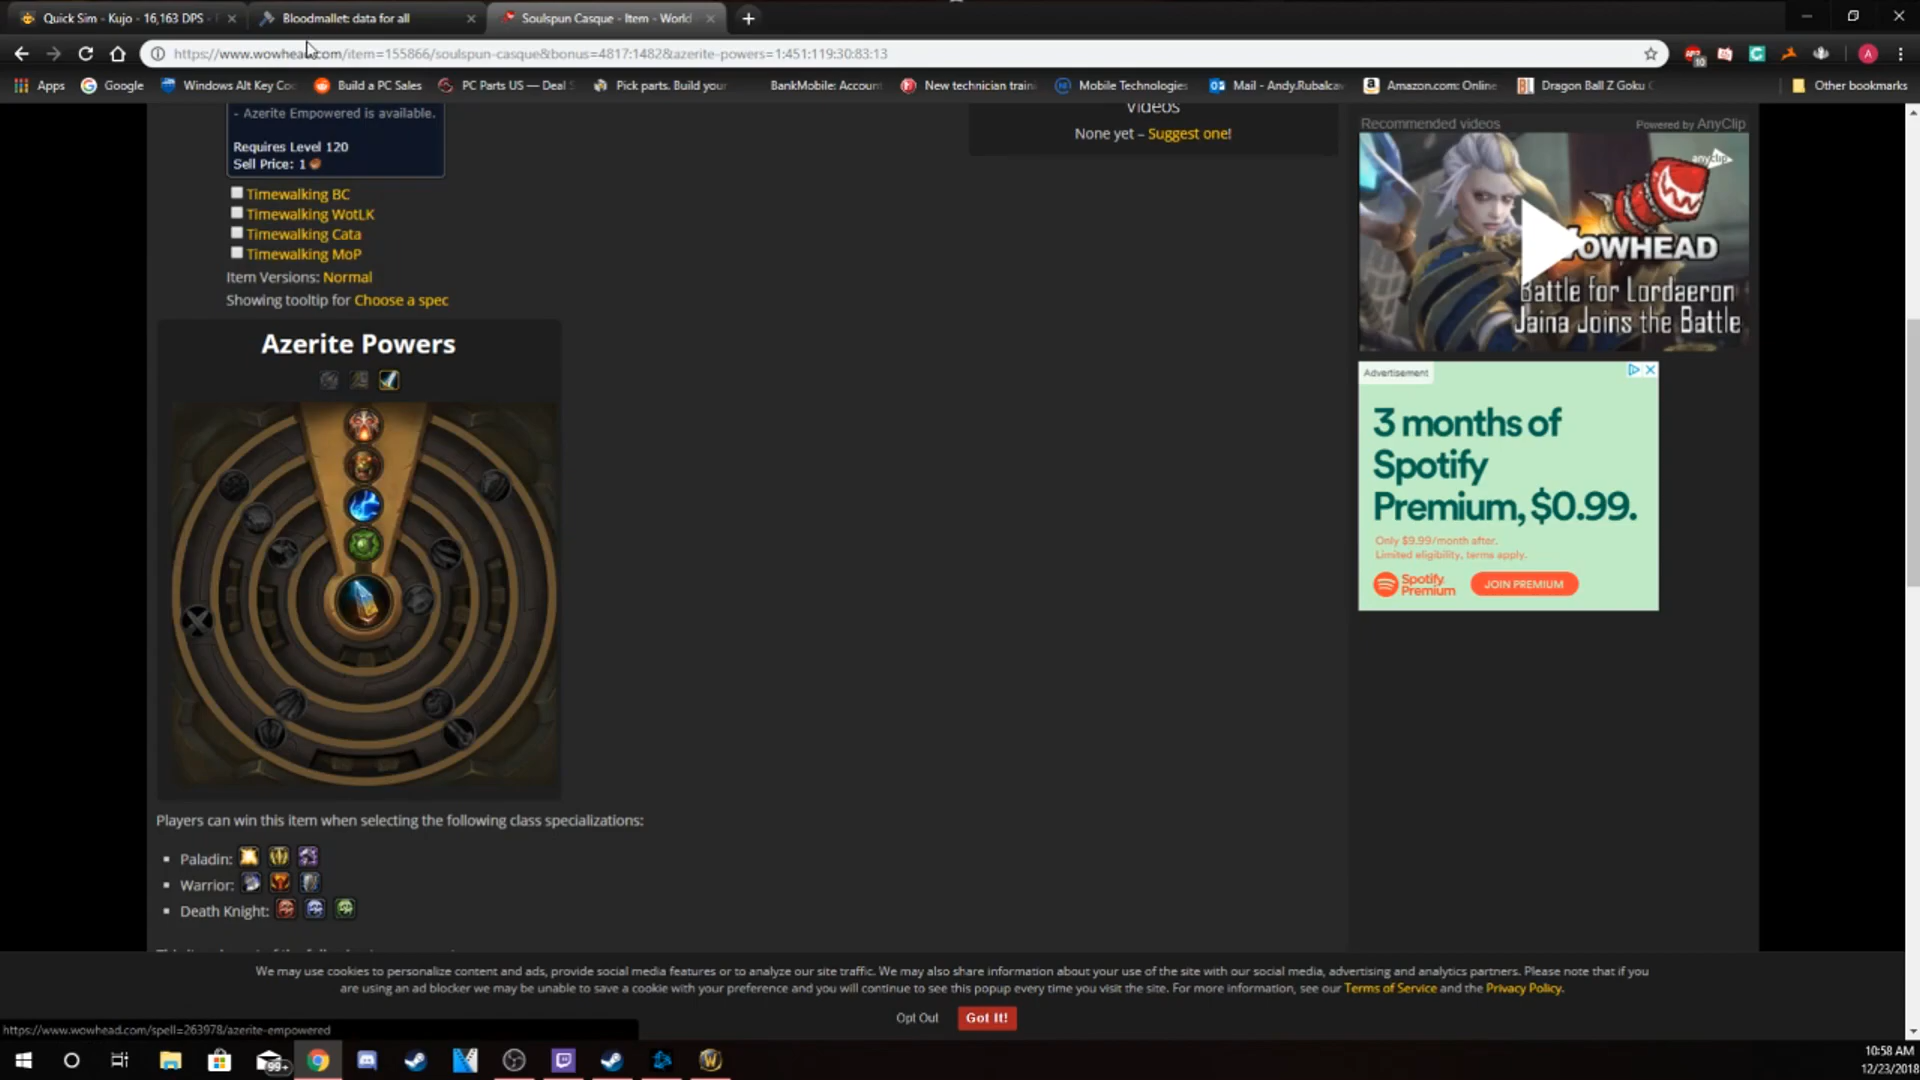 Quick Sim - Kujo - 16,163 DPS -
Bloodmallet: data for all
Soulspun Casque - Item - World
https://www.wowhead.com/item=155866/soulspun-casque&bonus=4817:1482&azerite-powers=1:451:119:30:83:13
10
A
Apps
Google
Windows Alt Key Co
Build a PC Sales
PC Parts US — Deal S
Pick parts. Build your
BankMobile: Account
New technician train
Mobile Technologies
Mail - Andy.Rubalca
Amazon.com: Online
Dragon Ball Z Goku
Other bookmarks
- Azerite Empowered is available.
Requires Level 120
Sell Price: 1
Timewalking BC
Timewalking WotLK
Timewalking Cata
Timewalking MoP
Item Versions: Normal
Showing tooltip for Choose a spec
Azerite Powers
Players can win this item when selecting the following class specializations:
Paladin:
Warrior:
Death Knight:
Videos
None yet – Suggest one!
Recommended videos
Powered by AnyClip
anyclip
WOWHEAD
Battle for Lordaeron
Jaina Joins the Battle
Advertisement
3 months of
Spotify
Premium, $0.99.
Only $9.99/month after.
Limited eligibility, terms apply.
Spotify
Premium
JOIN PREMIUM
We may use cookies to personalize content and ads, provide social media features or to analyze our site traffic. We may also share information about your use of the site with our social media, advertising and analytics partners. Please note that if you
are using an ad blocker we may be unable to save a cookie with your preference and you will continue to see this popup every time you visit the site. For more information, see our Terms of Service and the Privacy Policy.
Opt Out
Got It!
https://www.wowhead.com/spell=263978/azerite-empowered
99+
10:58 AM
12/23/2018